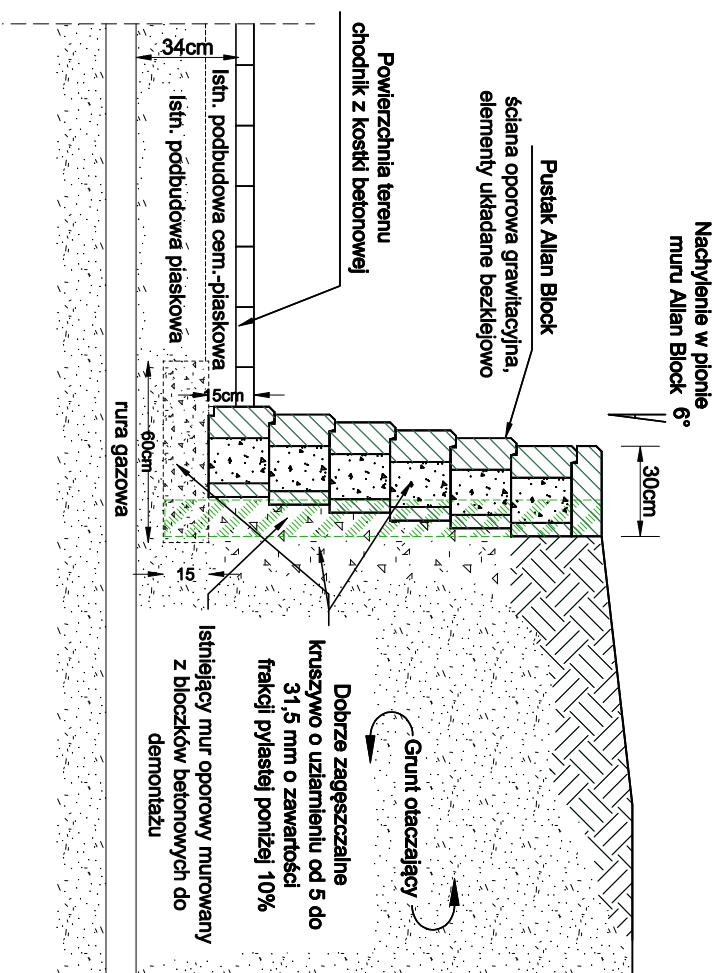 Nachylenie w pionie
muru Allan Block
6°
30cm
Pustak Allan Block
ściana oporowa grawitacyjna,
elementy układane bezklejowo
Powierzchnia terenu
chodnik z kostki betonowej
34cm
Istn. podbudowa cem.-piaskowa
Istn. podbudowa piaskowa
15cm
60cm
15
rura gazowa
Grunt otaczający
Dobrze zagęszczalne
kruszywo o uziarnieniu od 5 do
31,5 mm o zawartości
frakcji pylastej poniżej 10%
Istniejący mur oporowy murowany
z bloczków betonowych do
demontażu